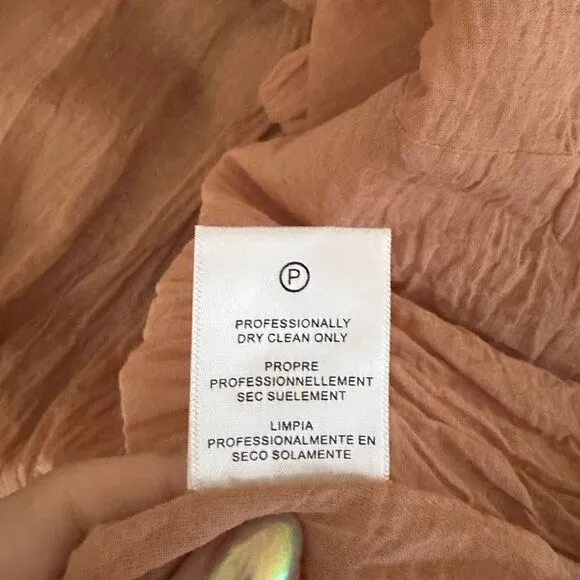 P
PROFESSIONALLY
DRY CLEAN ONLY
PROPRE
PROFESSIONNELLEMENT
SEC SUELEMENT
LIMPIA
PROFESSIONALMENTE EN
SECO SOLAMENTE